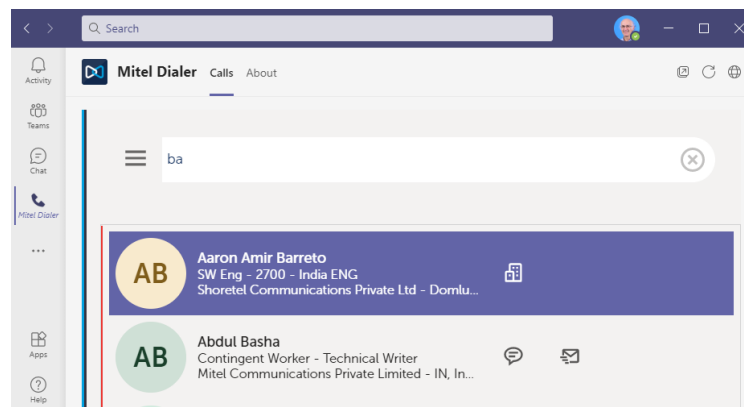 Search
Activity
Teams
Chat
Mitel Dialer
Apps
Help
Mitel Dialer Calls About
ba
AB
Aaron Amir Barreto
SW Eng - 2700 - India ENG
Shoretel Communications Private Ltd - Domlu...
AB
Abdul Basha
Contingent Worker - Technical Writer
Mitel Communications Private Limited - IN, In...